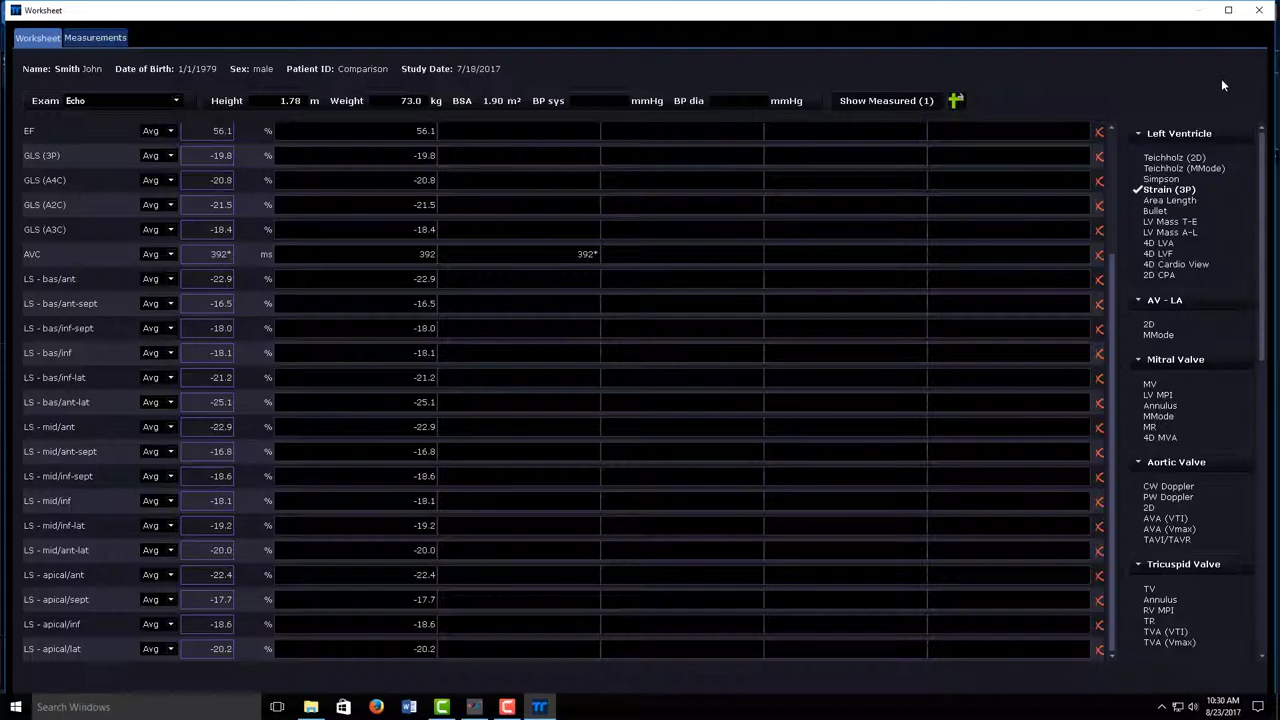 Worksheet
Worksheet Measurements
Name: Smith John Date of Birth: 1/1/1979 Sex: male Patient ID: Comparison Study Date: 7/18/2017
Exam Echo Height 1.78 m Weight 73.0 kg BSA 1.90 m² BP sys mmHg BP dia mmHg Show Measured (1)
EF Avg 56.1 % 56.1
GLS (3P) Avg -19.8 % -19.8
GLS (A4C) Avg -20.8 % -20.8
GLS (A2C) Avg -21.5 % -21.5
GLS (A3C) Avg -18.4 % -18.4
AVC Avg 392* ms 392 392*
LS - bas/ant Avg -22.9 % -22.9
LS - bas/ant-sept Avg -16.5 % -16.5
LS - bas/inf-sept Avg -18.0 % -18.0
LS - bas/inf Avg -18.1 % -18.1
LS - bas/inf-lat Avg -21.2 % -21.2
LS - bas/ant-lat Avg -25.1 % -25.1
LS - mid/ant Avg -22.9 % -22.9
LS - mid/ant-sept Avg -16.8 % -16.8
LS - mid/inf-sept Avg -18.6 % -18.6
LS - mid/inf Avg -18.1 % -18.1
LS - mid/inf-lat Avg -19.2 % -19.2
LS - mid/ant-lat Avg -20.0 % -20.0
LS - apical/ant Avg -22.4 % -22.4
LS - apical/sept Avg -17.7 % -17.7
LS - apical/inf Avg -18.6 % -18.6
LS - apical/lat Avg -20.2 % -20.2
Left Ventricle
Teichholz (2D)
Teichholz (MMode)
Simpson
Strain (3P)
Area Length
Bullet
LV Mass T-E
LV Mass A-L
4D LVA
4D LVF
4D Cardio View
2D CPA
AV - LA
2D
MMode
Mitral Valve
MV
LV MPI
Annulus
MMode
MR
4D MVA
Aortic Valve
CW Doppler
PW Doppler
2D
AVA (VTI)
AVA (Vmax)
TAVI/TAVR
Tricuspid Valve
TV
Annulus
RV MPI
TR
TVA (VTI)
TVA (Vmax)
Search Windows
10:30 AM
8/23/2017